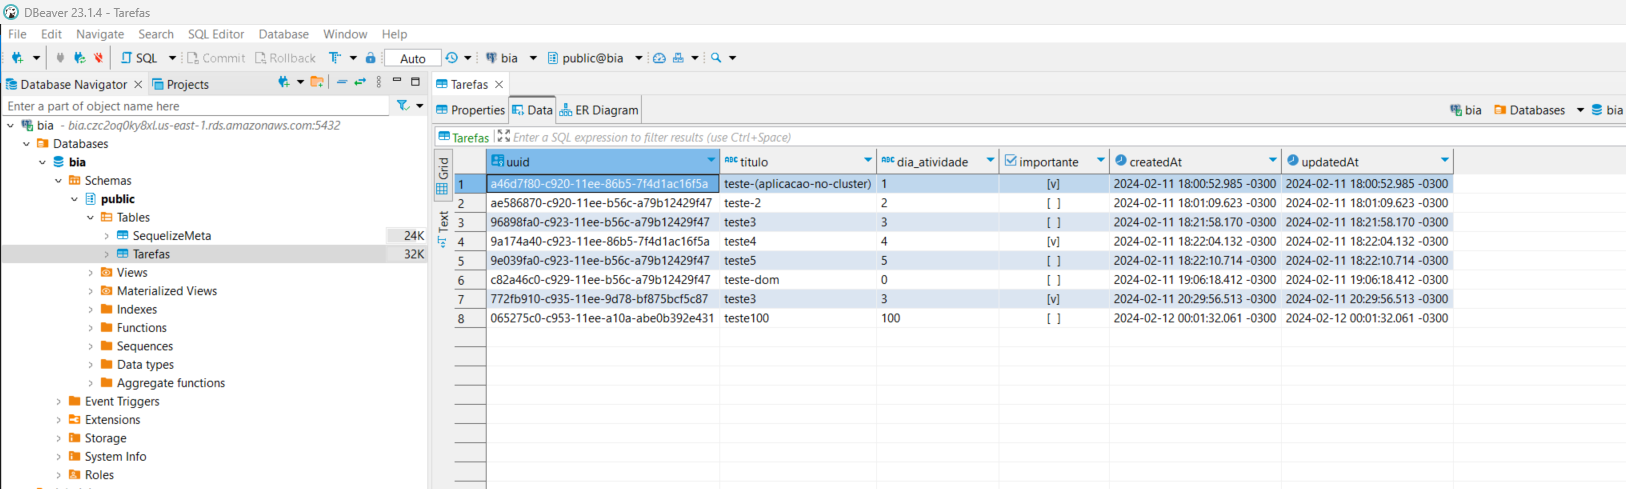 DBeaver 23.1.4 - Tarefas
File Edit Navigate Search SQL Editor Database Window Help
SQL Commit Rollback Auto bia public@bia
Database Navigator Projects
Enter a part of object name here
bia - bia.czc2oq0ky8xl.us-east-1.rds.amazonaws.com:5432
Databases
bia
Schemas
public
Tables
SequelizeMeta 24K
Tarefas 32K
Views
Materialized Views
Indexes
Functions
Sequences
Data types
Aggregate functions
Event Triggers
Extensions
Storage
System Info
Roles
Tarefas
Properties Data ER Diagram bia Databases bia
Tarefas Enter a SQL expression to filter results (use Ctrl+Space)
Grid
Text
uuid ABC titulo ABC dia_atividade importante createdAt updatedAt
1 a46d7f80-c920-11ee-86b5-7f4d1ac16f5a teste-(aplicacao-no-cluster) 1 [v] 2024-02-11 18:00:52.985 -0300 2024-02-11 18:00:52.985 -0300
2 ae586870-c920-11ee-b56c-a79b12429f47 teste-2 2 [ ] 2024-02-11 18:01:09.623 -0300 2024-02-11 18:01:09.623 -0300
3 96898fa0-c923-11ee-b56c-a79b12429f47 teste3 3 [ ] 2024-02-11 18:21:58.170 -0300 2024-02-11 18:21:58.170 -0300
4 9a174a40-c923-11ee-86b5-7f4d1ac16f5a teste4 4 [v] 2024-02-11 18:22:04.132 -0300 2024-02-11 18:22:04.132 -0300
5 9e039fa0-c923-11ee-b56c-a79b12429f47 teste5 5 [ ] 2024-02-11 18:22:10.714 -0300 2024-02-11 18:22:10.714 -0300
6 c82a46c0-c929-11ee-b56c-a79b12429f47 teste-dom 0 [ ] 2024-02-11 19:06:18.412 -0300 2024-02-11 19:06:18.412 -0300
7 772fb910-c935-11ee-9d78-bf875bcf5c87 teste3 3 [v] 2024-02-11 20:29:56.513 -0300 2024-02-11 20:29:56.513 -0300
8 065275c0-c953-11ee-a10a-abe0b392e431 teste100 100 [ ] 2024-02-12 00:01:32.061 -0300 2024-02-12 00:01:32.061 -0300